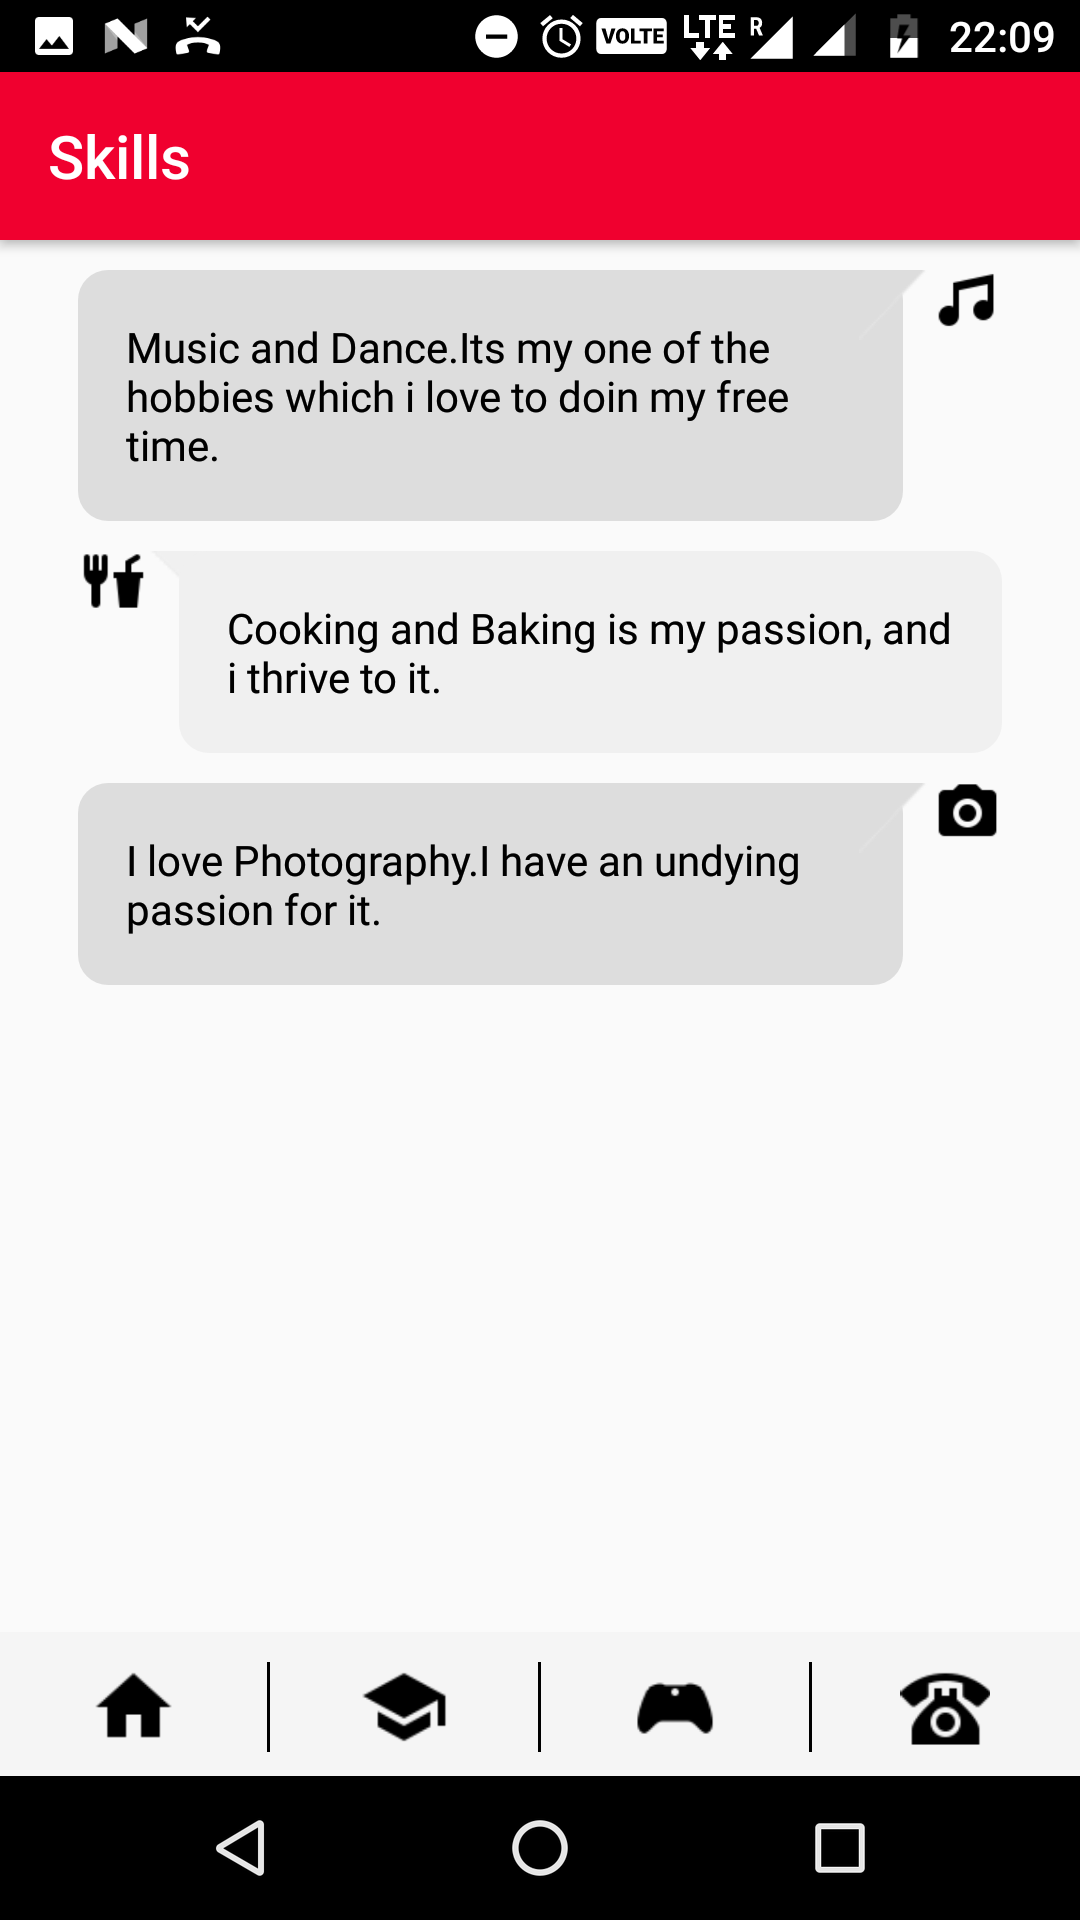 VOLTE LTE R 22:09
Skills
Music and Dance.Its my one of the
hobbies which i love to doin my free
time.
Cooking and Baking is my passion, and
i thrive to it.
I love Photography.I have an undying
passion for it.